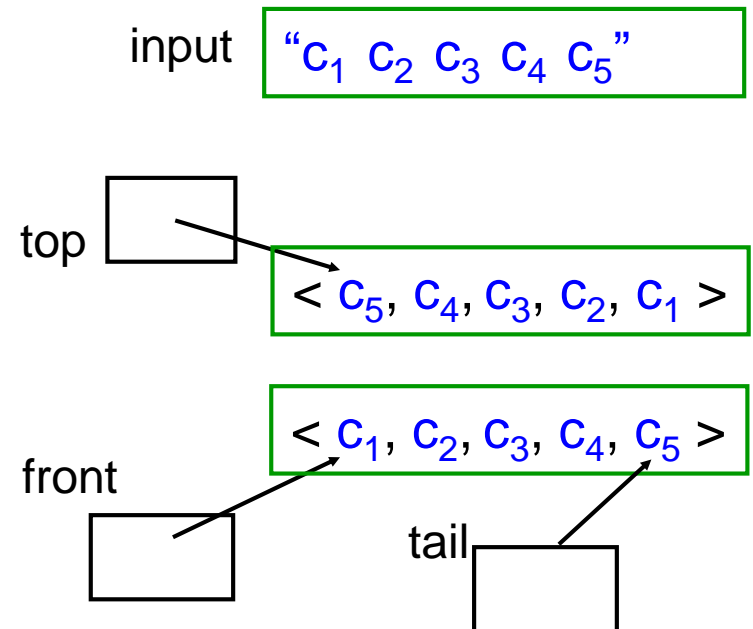 input “c₁ c₂ c₃ c₄ c₅”
top
< c₅, c₄, c₃, c₂, c₁ >
< c₁, c₂, c₃, c₄, c₅ >
front
tail